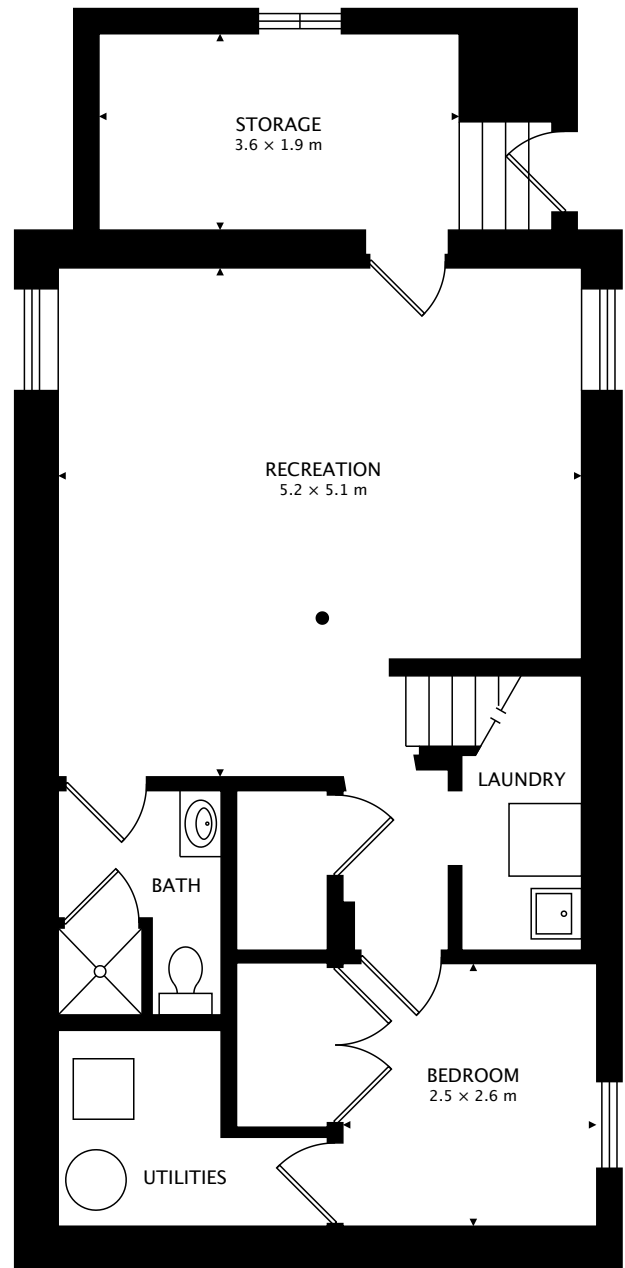 STORAGE
3.6 × 1.9 m
RECREATION
5.2 × 5.1 m
LAUNDRY
BATH
BEDROOM
2.5 × 2.6 m
UTILITIES